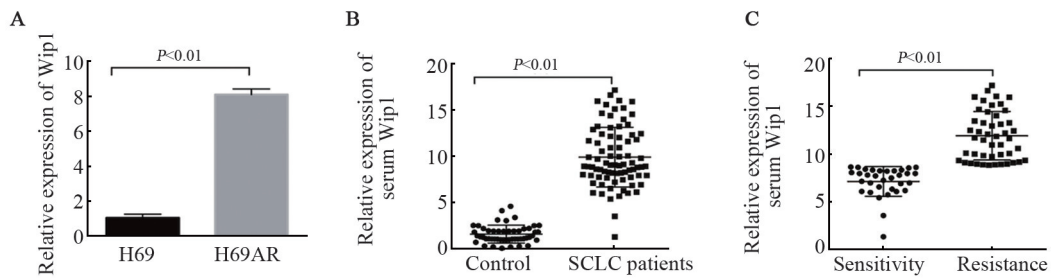 A
Relative expression of Wip1
10
8
6
4
2
0
P<0.01
H69
H69AR
B
Relative expression of
serum Wip1
20
15
10
5
0
P<0.01
Control
SCLC patients
C
Relative expression of
serum Wip1
20
15
10
5
0
P<0.01
Sensitivity
Resistance